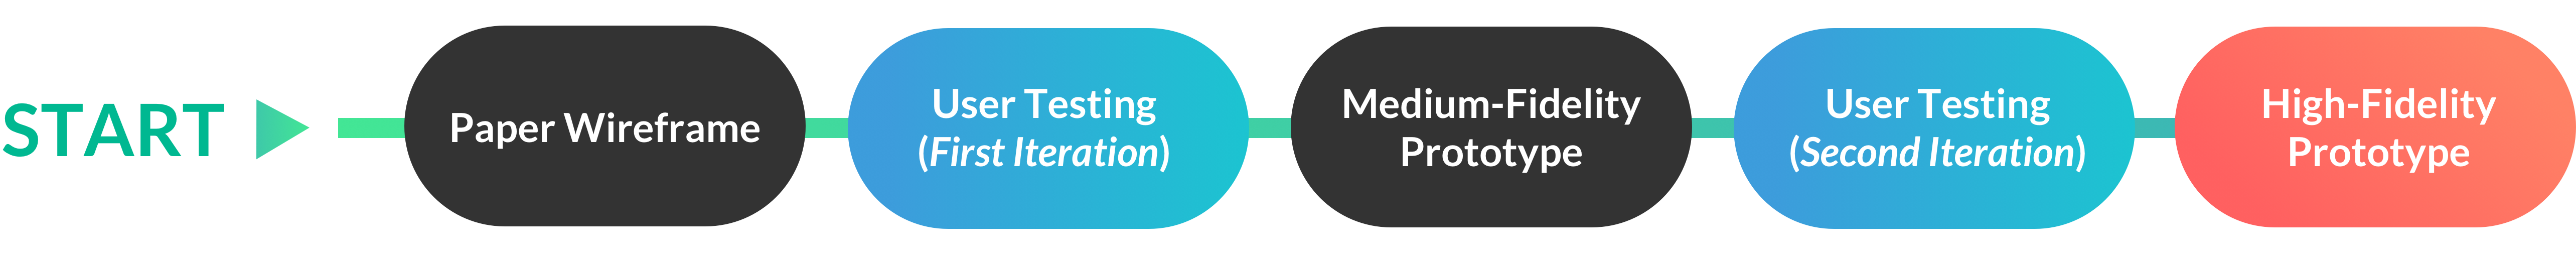 START
Paper Wireframe
User Testing
(First Iteration)
Medium-Fidelity
Prototype
User Testing
(Second Iteration)
High-Fidelity
Prototype